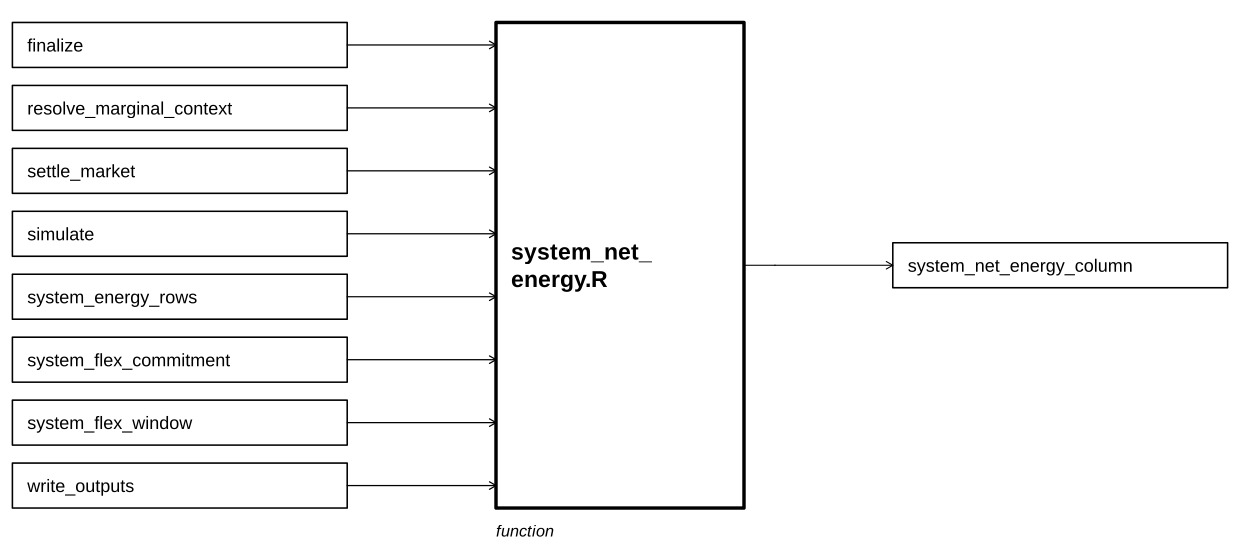 finalize
resolve_marginal_context
settle_market
simulate
system_energy_rows
system_flex_commitment
system_flex_window
write_outputs
system_net_
energy.R
function
system_net_energy_column